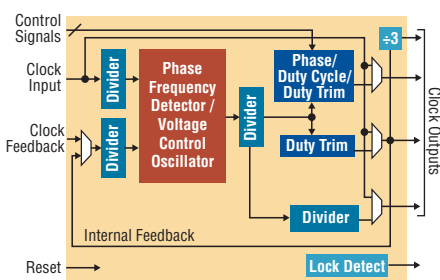 Control
Signals
÷3
Clock
Input
Divider
Phase
Frequency
Detector /
Voltage
Control
Oscillator
Phase/
Duty Cycle/
Duty Trim
Clock Outputs
Clock
Feedback
Divider
Divider
Duty Trim
Divider
Internal Feedback
Reset
Lock Detect